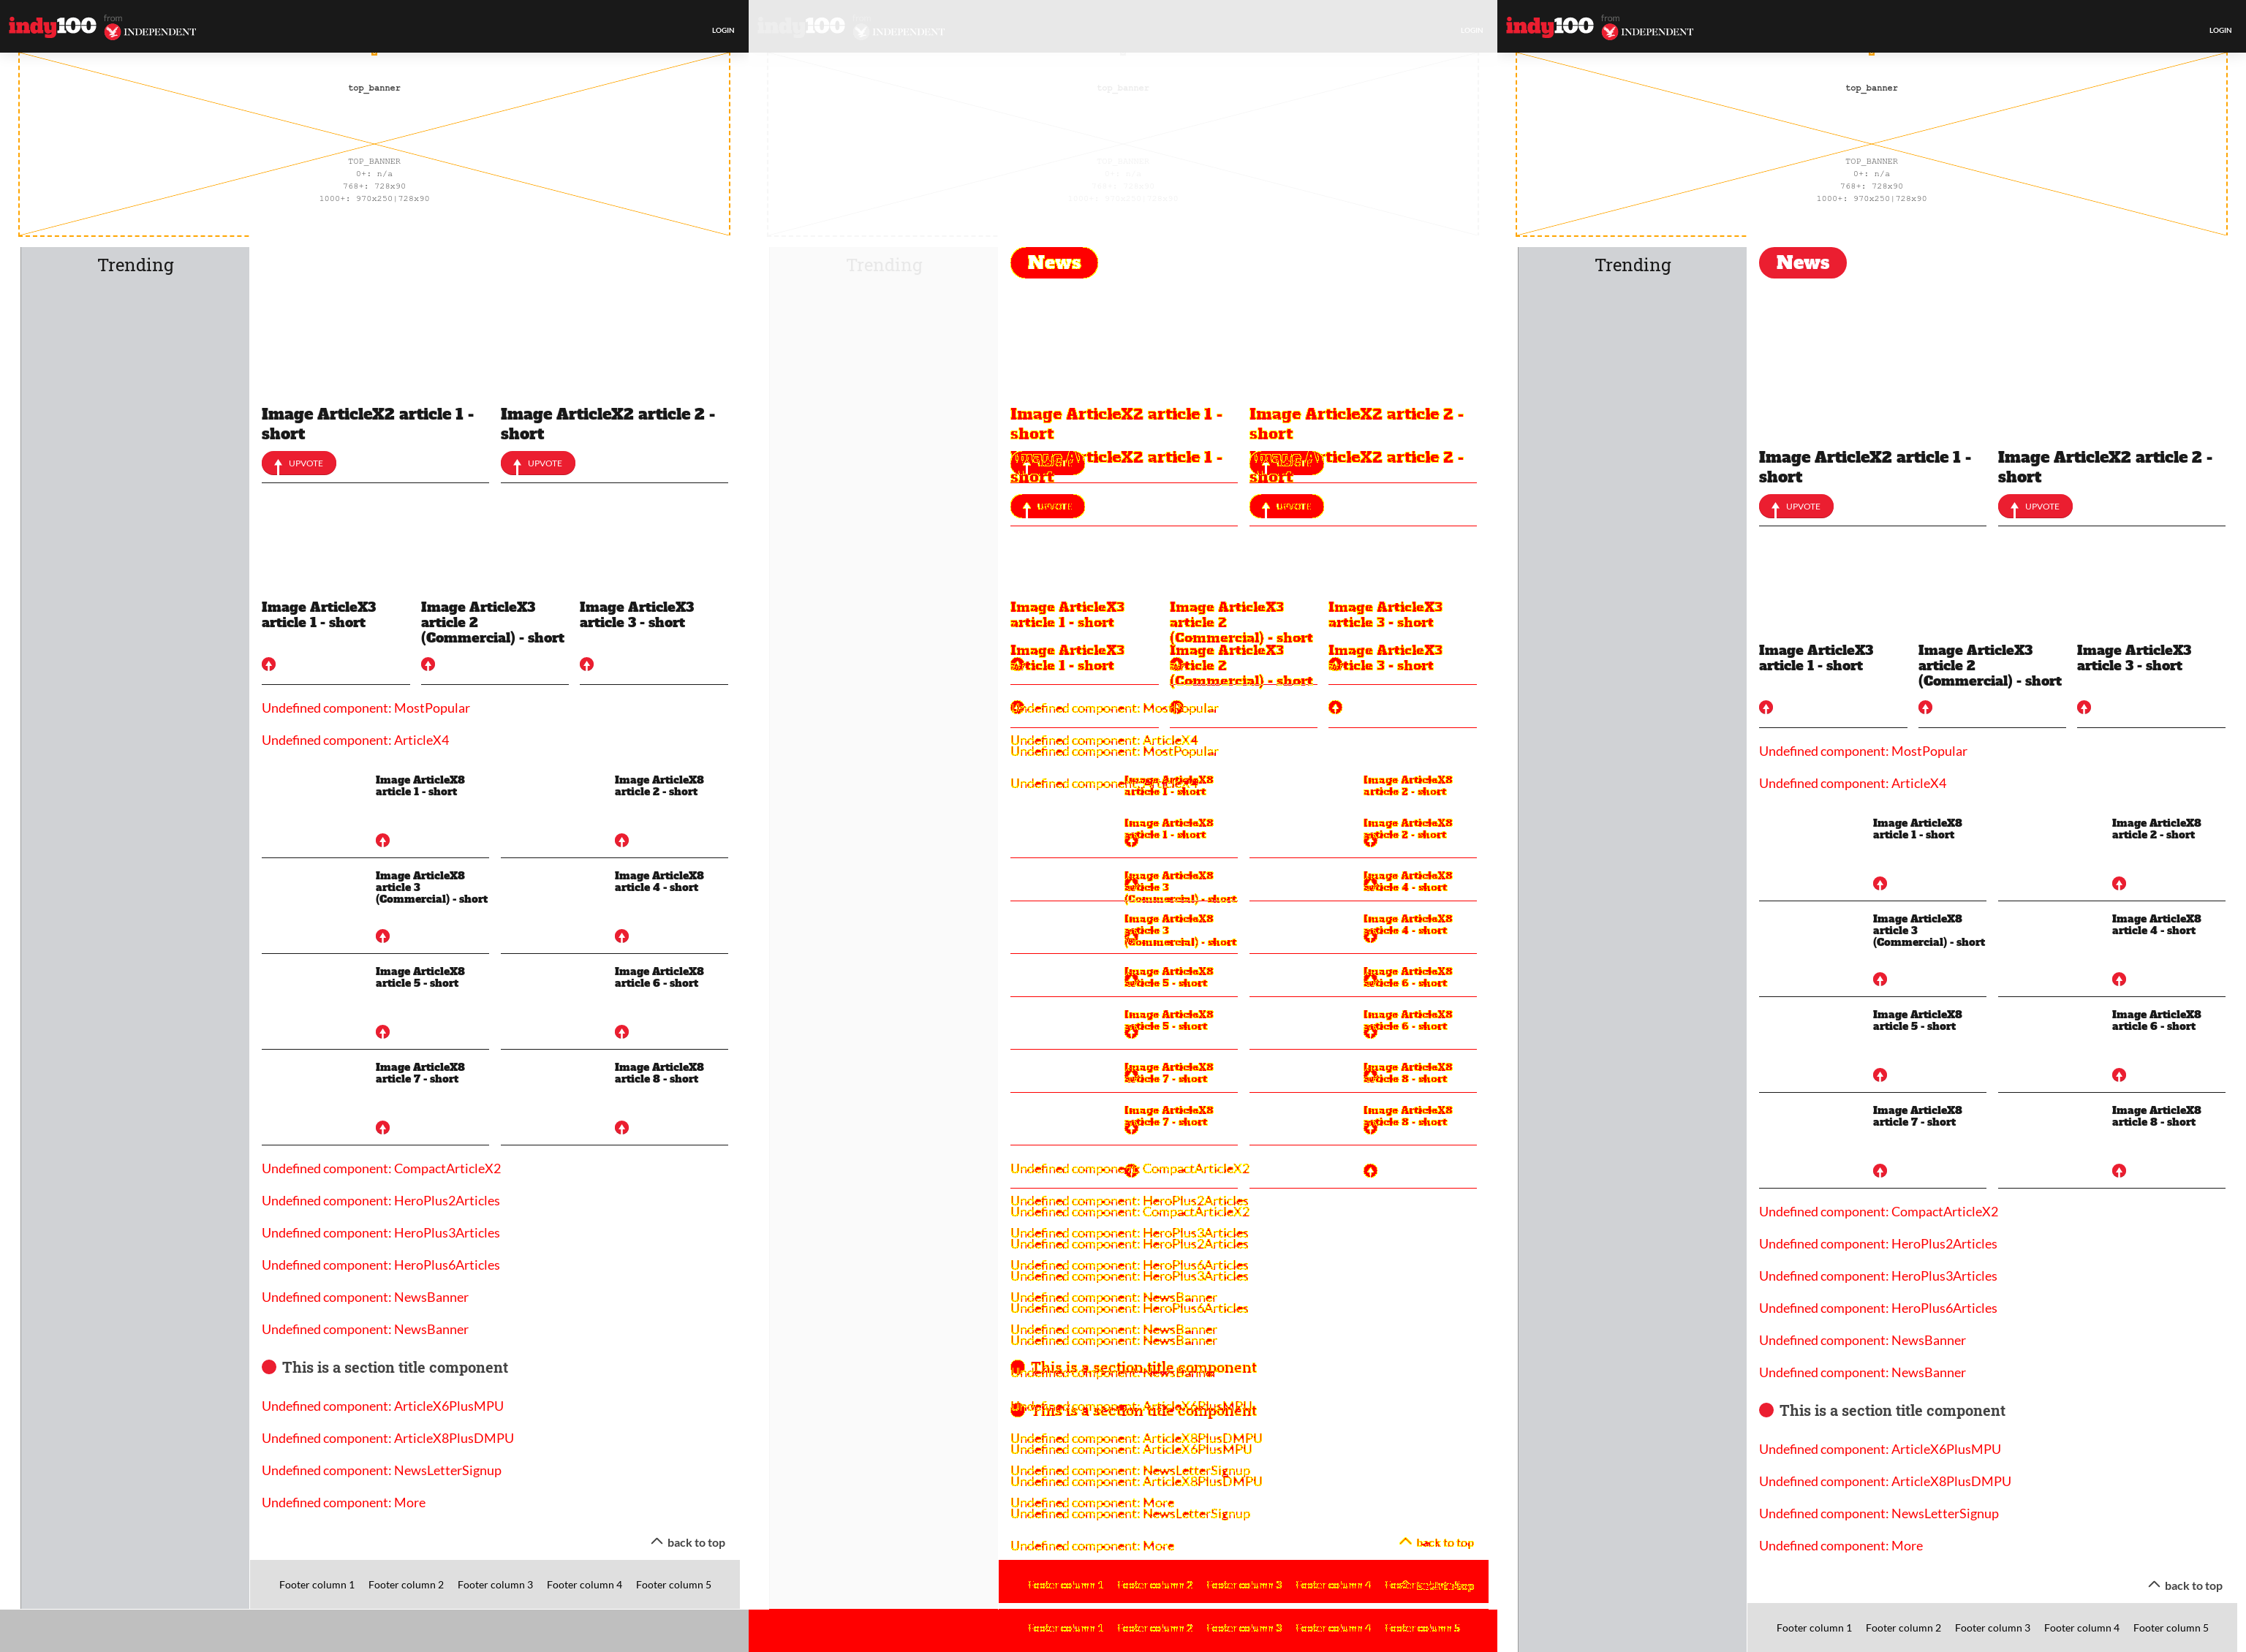 indy100
from
INDEPENDENT
LOGIN
top_banner
TOP_BANNER
0+: n/a
768+: 728x90
1000+: 970x250|728x90
Trending
Image ArticleX2 article 1 -
short
UPVOTE
Image ArticleX2 article 2 -
short
UPVOTE
Image ArticleX3
article 1 - short
Image ArticleX3
article 2
(Commercial) - short
Image ArticleX3
article 3 - short
Undefined component: MostPopular
Undefined component: ArticleX4
Image ArticleX8
article 1 - short
Image ArticleX8
article 2 - short
Image ArticleX8
article 3
(Commercial) - short
Image ArticleX8
article 4 - short
Image ArticleX8
article 5 - short
Image ArticleX8
article 6 - short
Image ArticleX8
article 7 - short
Image ArticleX8
article 8 - short
Undefined component: CompactArticleX2
Undefined component: HeroPlus2Articles
Undefined component: HeroPlus3Articles
Undefined component: HeroPlus6Articles
Undefined component: NewsBanner
Undefined component: NewsBanner
This is a section title component
Undefined component: ArticleX6PlusMPU
Undefined component: ArticleX8PlusDMPU
Undefined component: NewsLetterSignup
Undefined component: More
back to top
Footer column 1 Footer column 2 Footer column 3 Footer column 4 Footer column 5
indy100
INDEPENDENT
LOGIN
top_banner
TOP_BANNER
Trending
News
Image ArticleX2 article 1 -
short
Image ArticleX2 article 2 -
short
UPVOTE
UPVOTE
Image ArticleX3
article 1 - short
Image ArticleX3
article 2
(Commercial) - short
Image ArticleX3
article 3 - short
Undefined component: MostPopular
Undefined component: ArticleX4
Image ArticleX8
article 1 - short
Image ArticleX8
article 2 - short
Image ArticleX8
article 3
(Commercial) - short
Image ArticleX8
article 4 - short
Image ArticleX8
article 5 - short
Image ArticleX8
article 6 - short
Image ArticleX8
article 7 - short
Image ArticleX8
article 8 - short
Undefined component: CompactArticleX2
Undefined component: HeroPlus2Articles
Undefined component: HeroPlus3Articles
Undefined component: HeroPlus6Articles
Undefined component: NewsBanner
Undefined component: NewsBanner
This is a section title component
Undefined component: ArticleX6PlusMPU
Undefined component: ArticleX8PlusDMPU
Undefined component: NewsLetterSignup
Undefined component: More
back to top
Footer column 1 Footer column 2 Footer column 3 Footer column 4 Footer column 5
indy100
from
INDEPENDENT
LOGIN
top_banner
TOP_BANNER
0+: n/a
768+: 728x90
1000+: 970x250|728x90
Trending
News
Image ArticleX2 article 1 -
short
UPVOTE
Image ArticleX2 article 2 -
short
UPVOTE
Image ArticleX3
article 1 - short
Image ArticleX3
article 2
(Commercial) - short
Image ArticleX3
article 3 - short
Undefined component: MostPopular
Undefined component: ArticleX4
Image ArticleX8
article 1 - short
Image ArticleX8
article 2 - short
Image ArticleX8
article 3
(Commercial) - short
Image ArticleX8
article 4 - short
Image ArticleX8
article 5 - short
Image ArticleX8
article 6 - short
Image ArticleX8
article 7 - short
Image ArticleX8
article 8 - short
Undefined component: CompactArticleX2
Undefined component: HeroPlus2Articles
Undefined component: HeroPlus3Articles
Undefined component: HeroPlus6Articles
Undefined component: NewsBanner
Undefined component: NewsBanner
This is a section title component
Undefined component: ArticleX6PlusMPU
Undefined component: ArticleX8PlusDMPU
Undefined component: NewsLetterSignup
Undefined component: More
back to top
Footer column 1 Footer column 2 Footer column 3 Footer column 4 Footer column 5